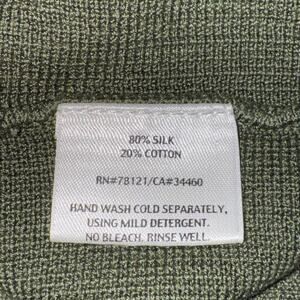 80% SILK
20% COTTON
RN#78121/CA#34460
HAND WASH COLD SEPARATELY,
USING MILD DETERGENT.
NO BLEACH. RINSE WELL.